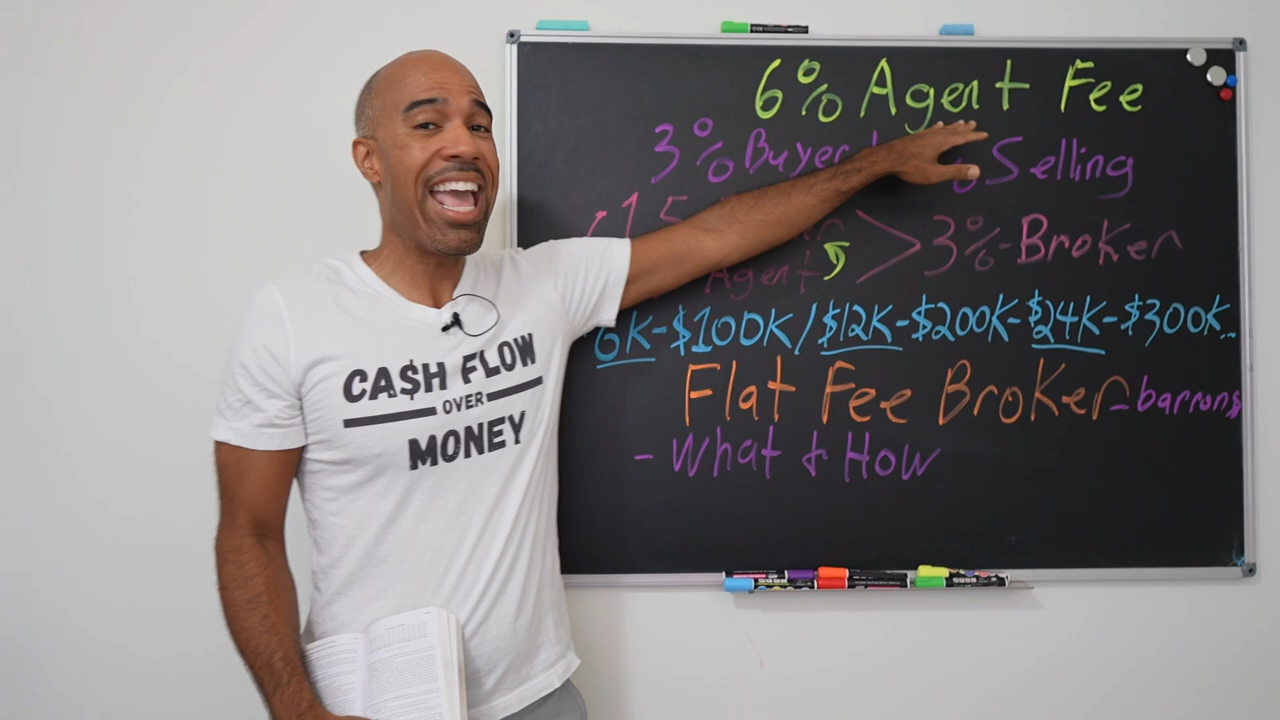 CA$H FLOW
OVER
MONEY
6% Agent Fee
3% Buyer % Selling
Agent > 3%-Broker
6K-$100K/$12K-$200K-$24K-$300K..
Flat Fee Broker-barrons
- What & How